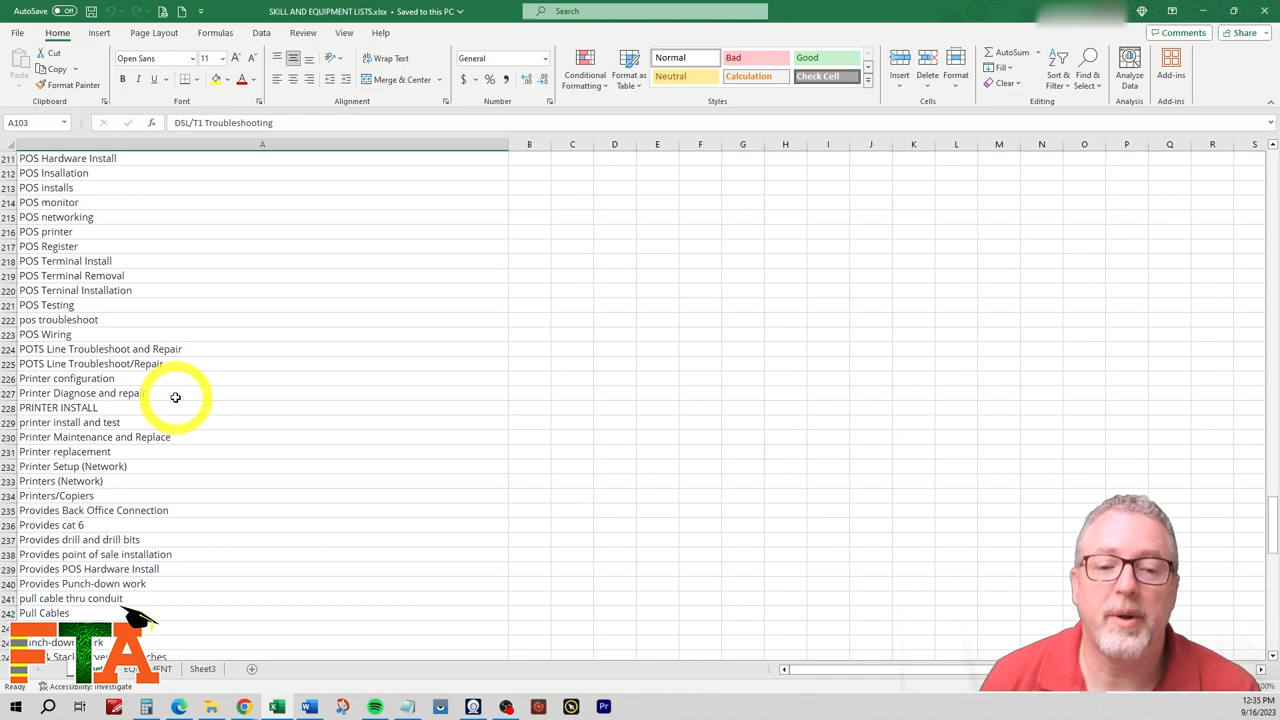 AutoSave Off
SKILL AND EQUIPMENT LISTS.xlsx • Saved to this PC
Search
File Home Insert Page Layout Formulas Data Review View Help
Comments Share
Paste
Cut
Copy
Format Painter
Clipboard
Open Sans 11
B I U
Font
Wrap Text
Merge & Center
Alignment
General
$ % ,
Number
Conditional Formatting
Format as Table
Normal Bad Good
Neutral Calculation Check Cell
Styles
Insert Delete Format
Cells
AutoSum
Fill
Clear
Sort & Filter
Find & Select
Editing
Analyze Data
Analysis
Add-ins
Add-ins
A103 fx DSL/T1 Troubleshooting
A B C D E F G H I J K L M N O P Q R S
211 POS Hardware Install
212 POS Insallation
213 POS installs
214 POS monitor
215 POS networking
216 POS printer
217 POS Register
218 POS Terminal Install
219 POS Terminal Removal
220 POS Terninal Installation
221 POS Testing
222 pos troubleshoot
223 POS Wiring
224 POTS Line Troubleshoot and Repair
225 POTS Line Troubleshoot/Repair
226 Printer configuration
227 Printer Diagnose and repair
228 PRINTER INSTALL
229 printer install and test
230 Printer Maintenance and Replace
231 Printer replacement
232 Printer Setup (Network)
233 Printers (Network)
234 Printers/Copiers
235 Provides Back Office Connection
236 Provides cat 6
237 Provides drill and drill bits
238 Provides point of sale installation
239 Provides POS Hardware Install
240 Provides Punch-down work
241 pull cable thru conduit
242 Pull Cables
ETA
Sheet3
Ready Accessibility: Investigate
12:35 PM
9/16/2023